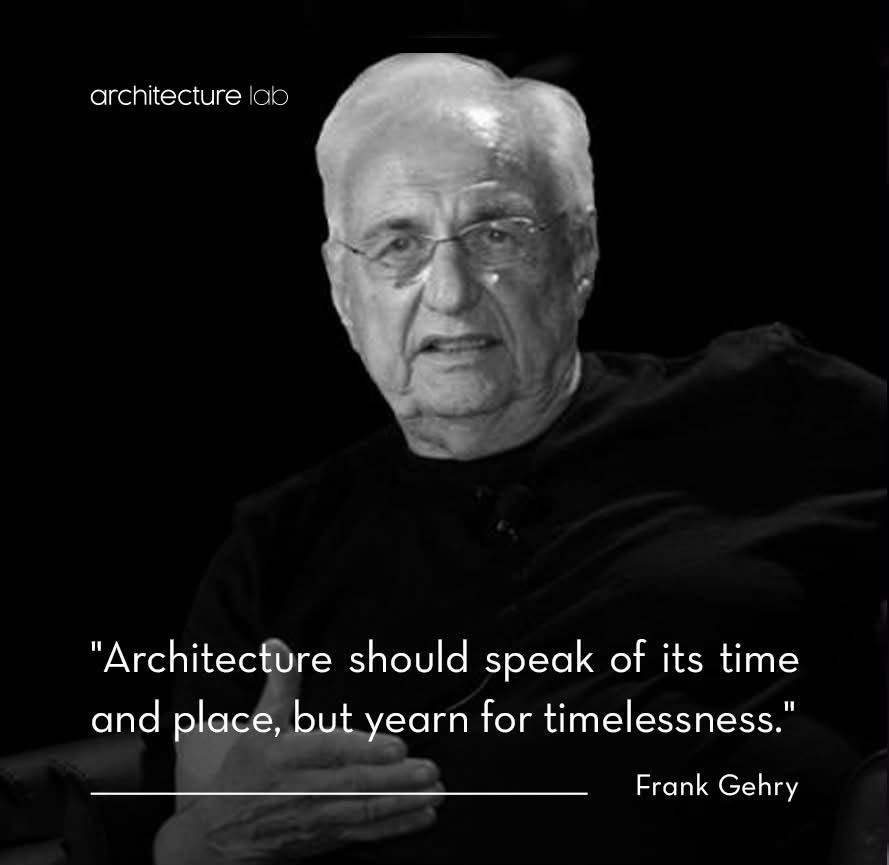 architecture lab
"Architecture should speak of its time
and place, but yearn for timelessness."
Frank Gehry